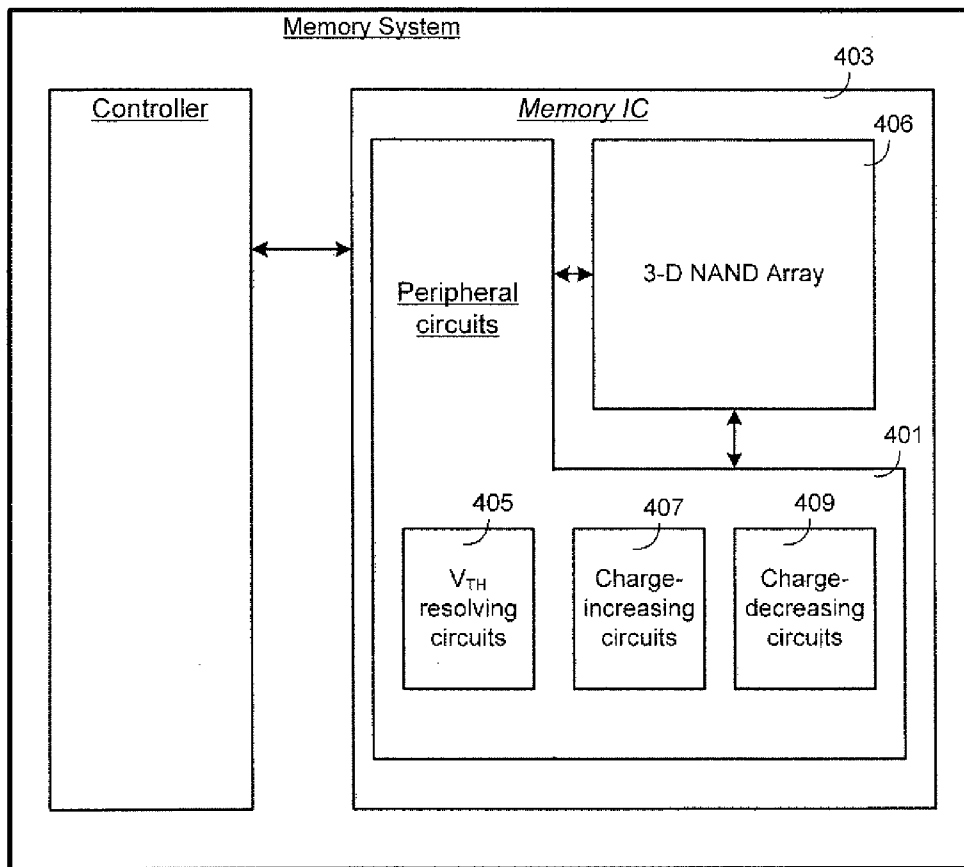 Memory System
403
Controller
Memory IC
406
3-D NAND Array
Peripheral
circuits
401
405
407
409
VTH
resolving
circuits
Charge-
increasing
circuits
Charge-
decreasing
circuits